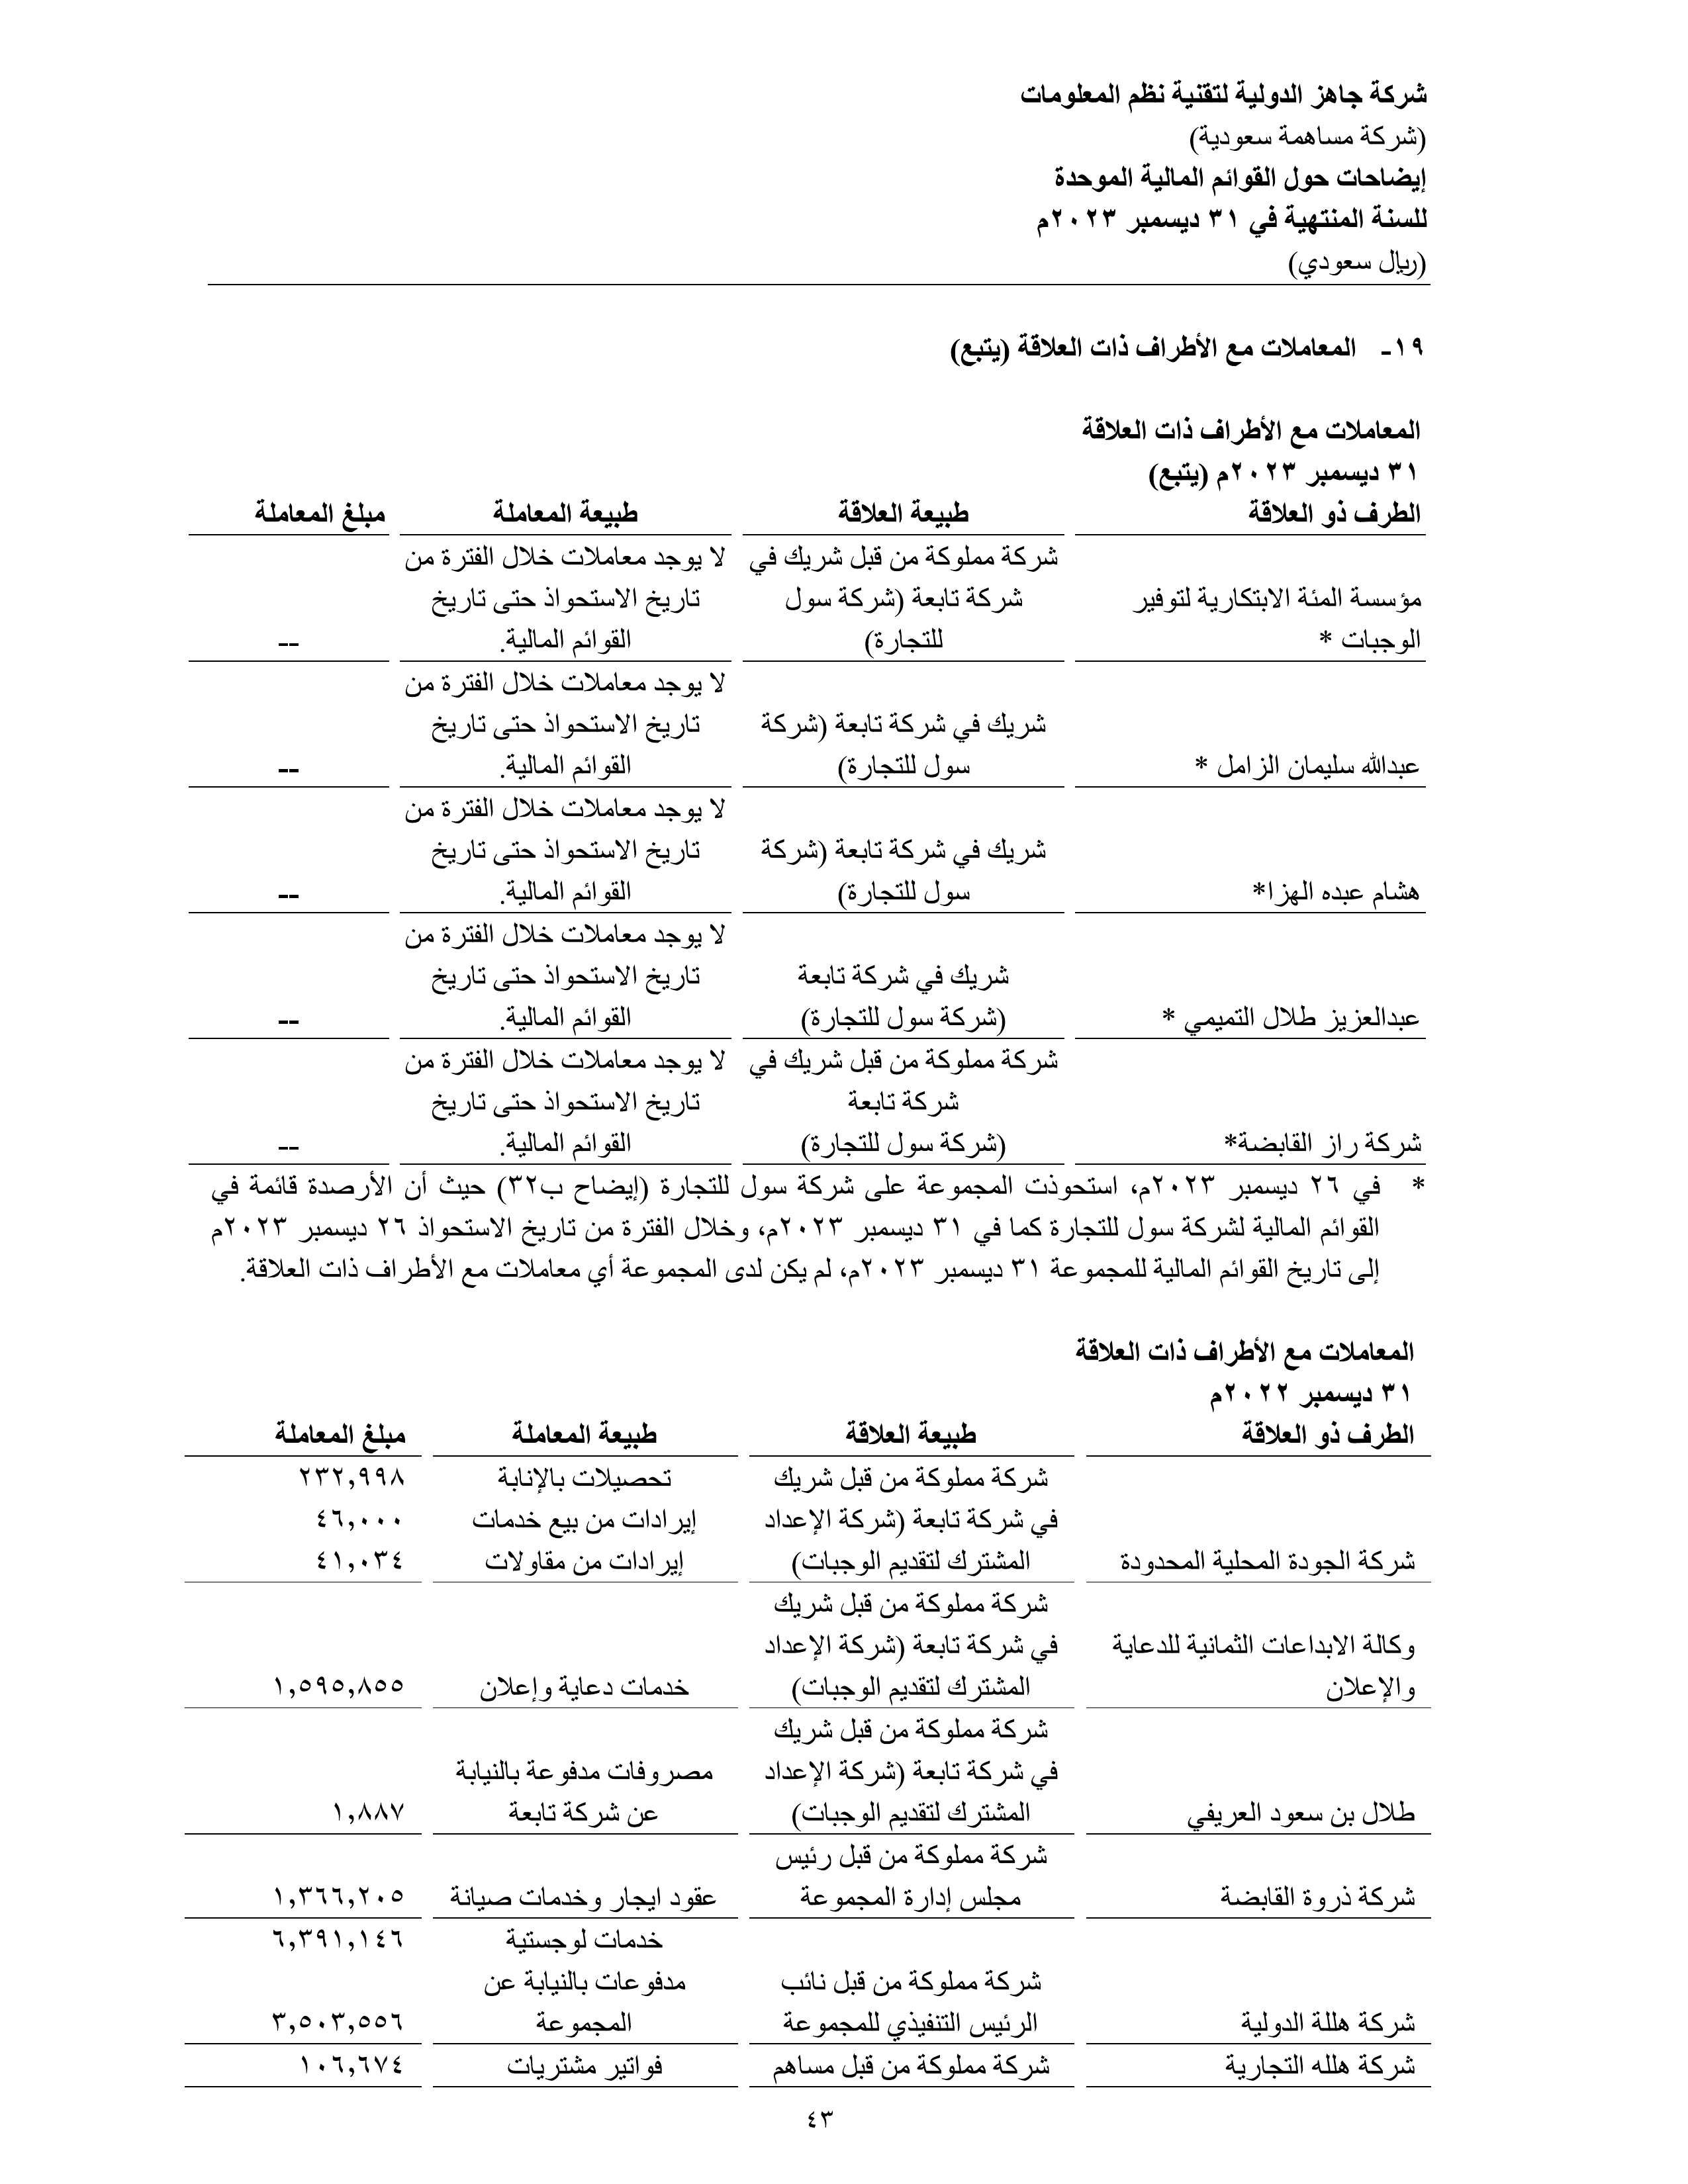 شركة جاهز الدولية لتقنية نظم المعلومات
(شركة مساهمة سعودية)
إيضاحات حول القوائم المالية الموحدة
للسنة المنتهية في ٣١ ديسمبر ٢٠٢٣م
(ريال سعودي)
١٩- المعاملات مع الأطراف ذات العلاقة (يتبع)
المعاملات مع الأطراف ذات العلاقة
٣١ ديسمبر ٢٠٢٣م (يتبع)
الطرف ذو العلاقة طبيعة العلاقة طبيعة المعاملة مبلغ المعاملة
شركة مملوكة من قبل شريك في لا يوجد معاملات خلال الفترة من
مؤسسة المئة الابتكارية لتوفير شركة تابعة (شركة سول تاريخ الاستحواذ حتى تاريخ
الوجبات * للتجارة) القوائم المالية. --
لا يوجد معاملات خلال الفترة من
شريك في شركة تابعة (شركة تاريخ الاستحواذ حتى تاريخ
عبدالله سليمان الزامل * سول للتجارة) القوائم المالية. --
لا يوجد معاملات خلال الفترة من
شريك في شركة تابعة (شركة تاريخ الاستحواذ حتى تاريخ
هشام عبده الهزا* سول للتجارة) القوائم المالية. --
لا يوجد معاملات خلال الفترة من
شريك في شركة تابعة تاريخ الاستحواذ حتى تاريخ
عبدالعزيز طلال التميمي * (شركة سول للتجارة) القوائم المالية. --
شركة مملوكة من قبل شريك في لا يوجد معاملات خلال الفترة من
شركة تابعة تاريخ الاستحواذ حتى تاريخ
شركة راز القابضة* (شركة سول للتجارة) القوائم المالية. --
* في ٢٦ ديسمبر ٢٠٢٣م، استحوذت المجموعة على شركة سول للتجارة (إيضاح ب٣٢) حيث أن الأرصدة قائمة في
القوائم المالية لشركة سول للتجارة كما في ٣١ ديسمبر ٢٠٢٣م، وخلال الفترة من تاريخ الاستحواذ ٢٦ ديسمبر ٢٠٢٣م
إلى تاريخ القوائم المالية للمجموعة ٣١ ديسمبر ٢٠٢٣م، لم يكن لدى المجموعة أي معاملات مع الأطراف ذات العلاقة.
المعاملات مع الأطراف ذات العلاقة
٣١ ديسمبر ٢٠٢٢م
الطرف ذو العلاقة طبيعة العلاقة طبيعة المعاملة مبلغ المعاملة
شركة مملوكة من قبل شريك تحصيلات بالإنابة ٢٣٢,٩٩٨
في شركة تابعة (شركة الإعداد إيرادات من بيع خدمات ٤٦,٠٠٠
شركة الجودة المحلية المحدودة المشترك لتقديم الوجبات) إيرادات من مقاولات ٤١,٠٣٤
شركة مملوكة من قبل شريك
وكالة الابداعات الثمانية للدعاية في شركة تابعة (شركة الإعداد
والإعلان المشترك لتقديم الوجبات) خدمات دعاية وإعلان ١,٥٩٥,٨٥٥
شركة مملوكة من قبل شريك
في شركة تابعة (شركة الإعداد مصروفات مدفوعة بالنيابة
طلال بن سعود العريفي المشترك لتقديم الوجبات) عن شركة تابعة ١,٨٨٧
شركة مملوكة من قبل رئيس
شركة ذروة القابضة مجلس إدارة المجموعة عقود ايجار وخدمات صيانة ١,٣٦٦,٢٠٥
خدمات لوجستية ٦,٣٩١,١٤٦
شركة مملوكة من قبل نائب مدفوعات بالنيابة عن
شركة هللة الدولية الرئيس التنفيذي للمجموعة المجموعة ٣,٥٠٣,٥٥٦
شركة هلله التجارية شركة مملوكة من قبل مساهم فواتير مشتريات ١٠٦,٦٧٤
٤٣